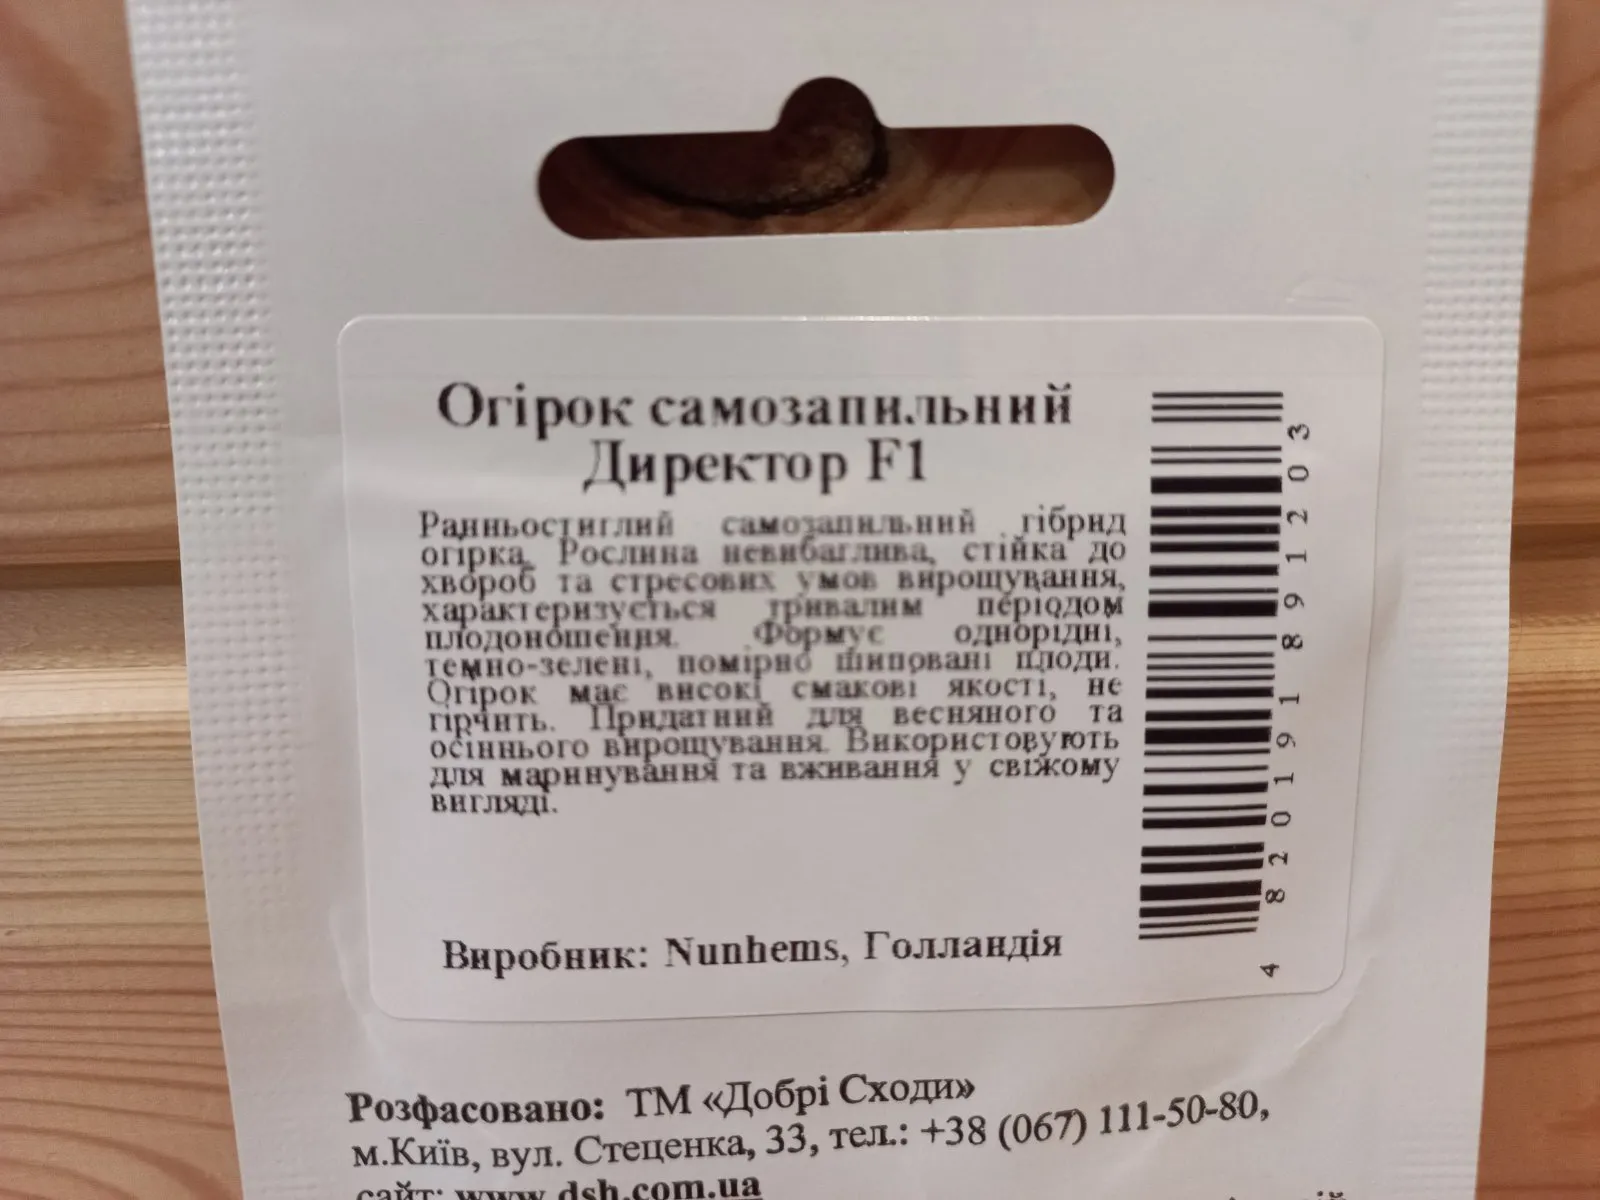 Огірок самозапильний
Директор F1
Ранньостиглий самозапильний гібрид
огірка. Рослина невибаглива, стійка до
хвороб та стресових умов вирощування,
характеризується тривалим періодом
плодоношення. Формує однорідні,
темно-зелені, помірно шиповані плоди.
Огірок має високі смакові якості, не
гірчить. Придатний для весняного та
осіннього вирощування. Використовують
для маринування та вживання у свіжому
вигляді.
Виробник: Nunhems, Голландія
4 820191 891203
Розфасовано: ТМ «Добрі Сходи»
м.Київ, вул. Стеценка, 33, тел.: +38 (067) 111-50-80,
сайт: www.dsh.com.ua